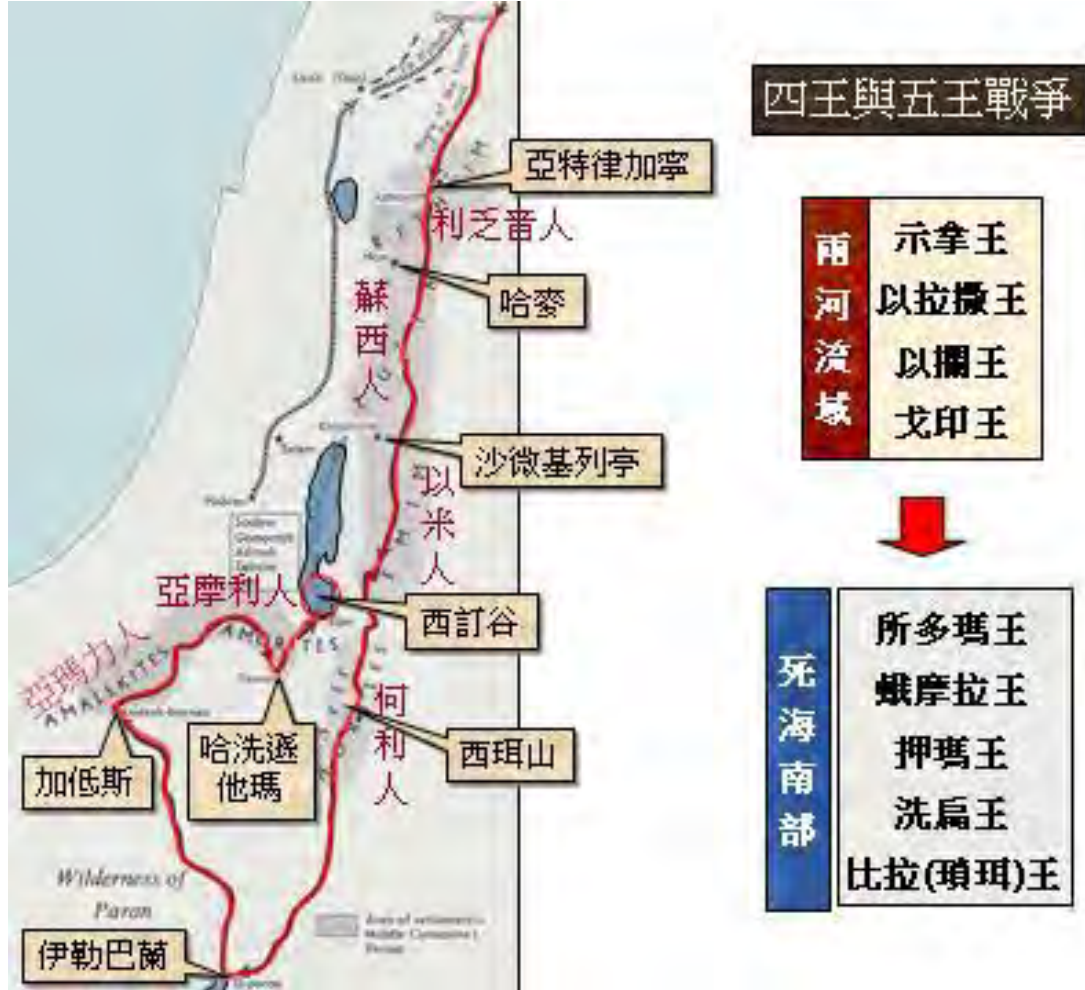 四王與五王戰爭
亞特律加寧
利乏音人
哈麥
蘇西人
沙微基列亭
以米人
亞摩利人
西訂谷
亞瑪力人
AMALEKITES
AMORITES
哈洗遜
他瑪
何利人
西珥山
加低斯
Wilderness of
Paran
伊勒巴蘭
兩河流域
示拿王
以拉撒王
以攔王
戈印王
死海南部
所多瑪王
蛾摩拉王
押瑪王
洗扁王
比拉(瑣珥)王